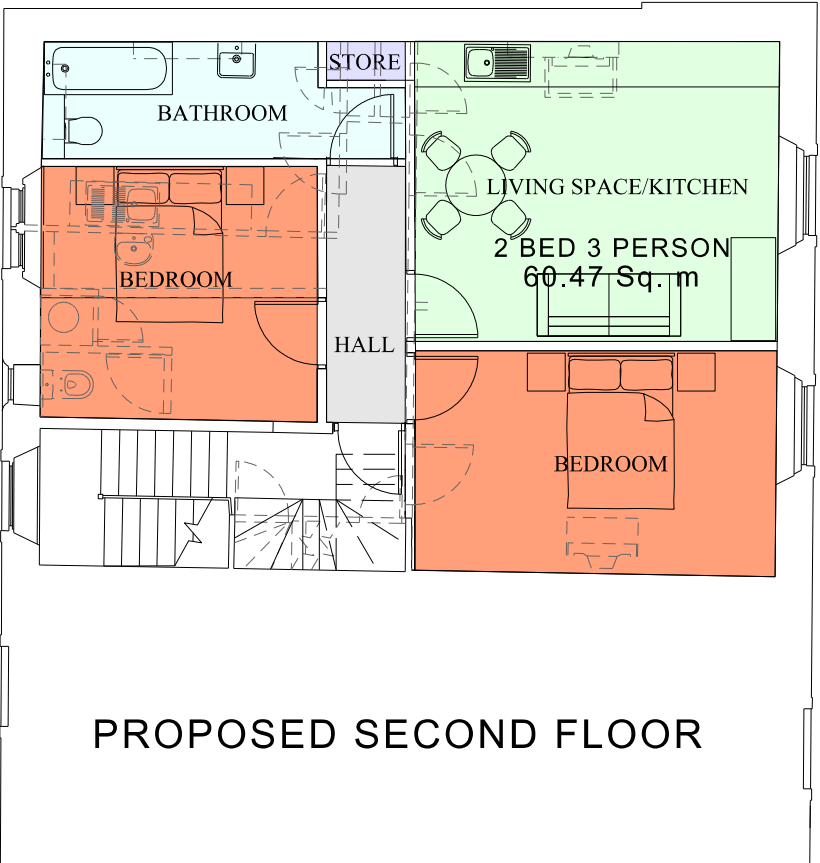 STORE
BATHROOM
LIVING SPACE/KITCHEN
2 BED 3 PERSON
60.47 Sq. m
BEDROOM
HALL
BEDROOM
PROPOSED SECOND FLOOR